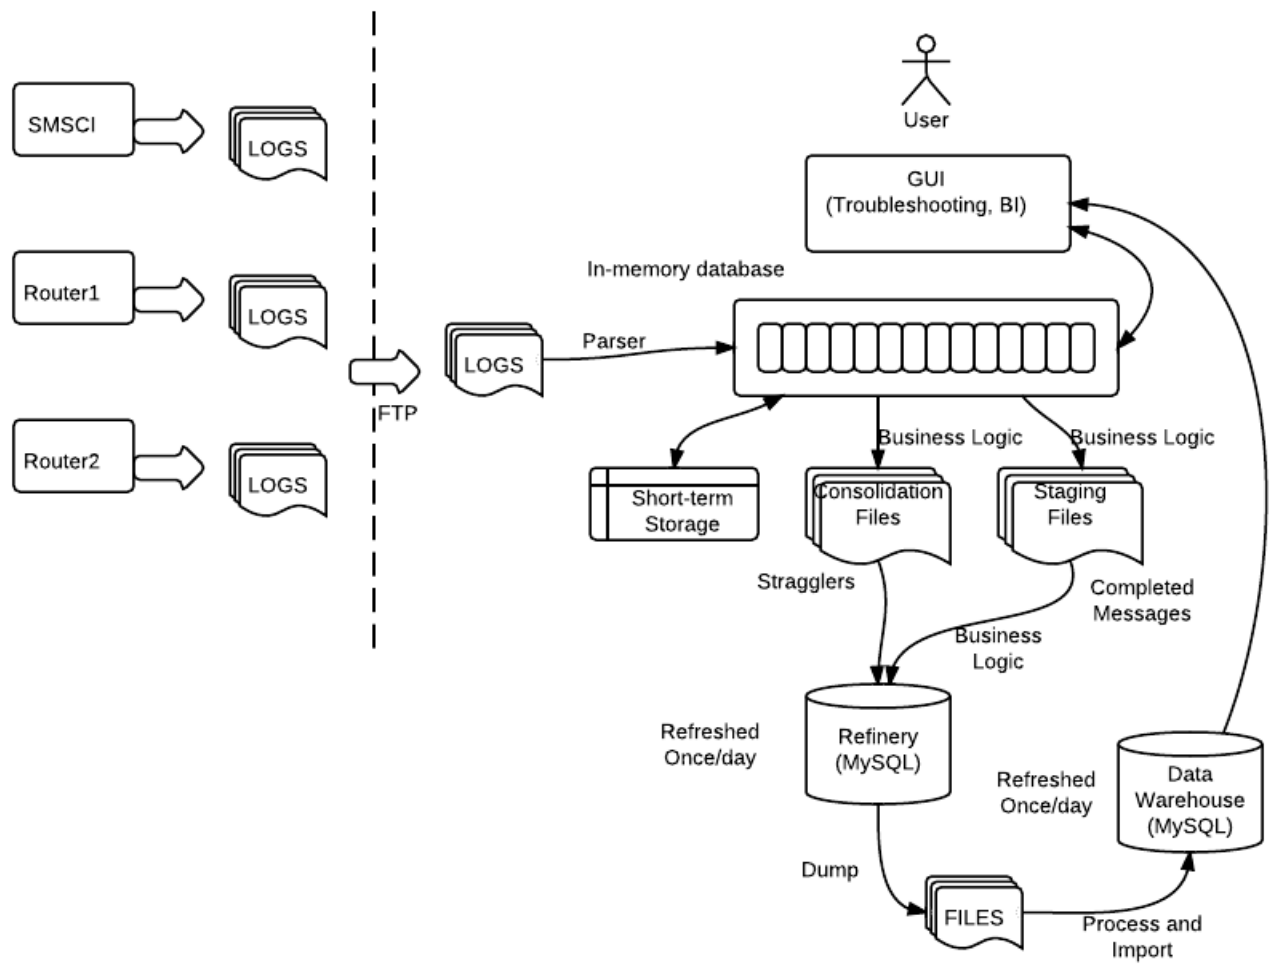 User
SMSCI
LOGS
GUI
(Troubleshooting, BI)
In-memory database
Router1
LOGS
Parser
LOGS
FTP
Router2
LOGS
Business Logic
Business Logic
Short-term
Storage
Consolidation
Files
Staging
Files
Stragglers
Completed
Messages
Business
Logic
Refreshed
Once/day
Refinery
(MySQL)
Refreshed
Once/day
Data
Warehouse
(MySQL)
Dump
FILES
Process and
Import